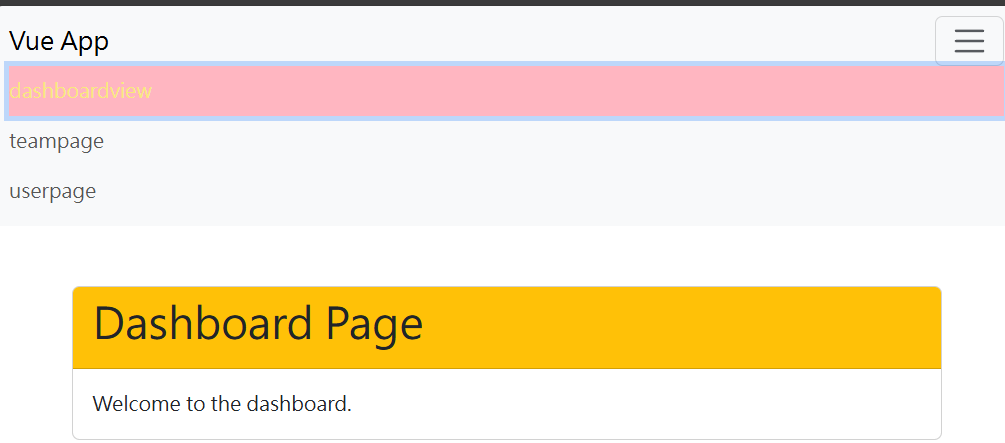 Vue App
dashboardview
teampage
userpage
Dashboard Page
Welcome to the dashboard.